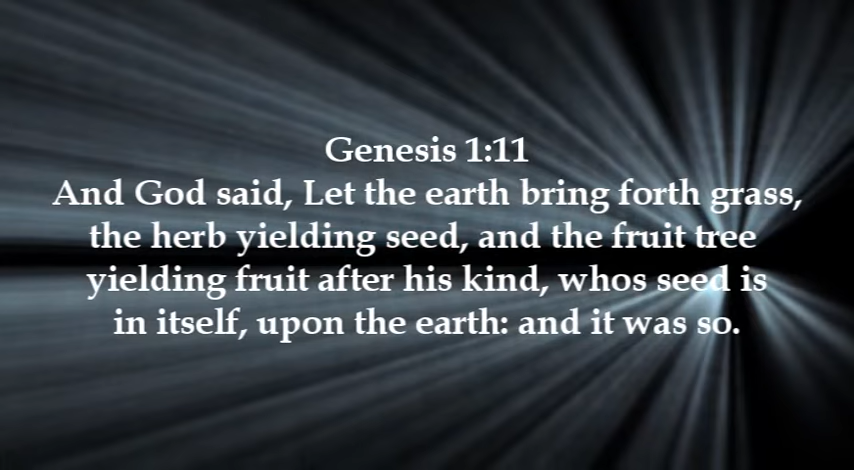 Genesis 1:11
And God said, Let the earth bring forth grass,
the herb yielding seed, and the fruit tree
yielding fruit after his kind, whos seed is
in itself, upon the earth: and it was so.